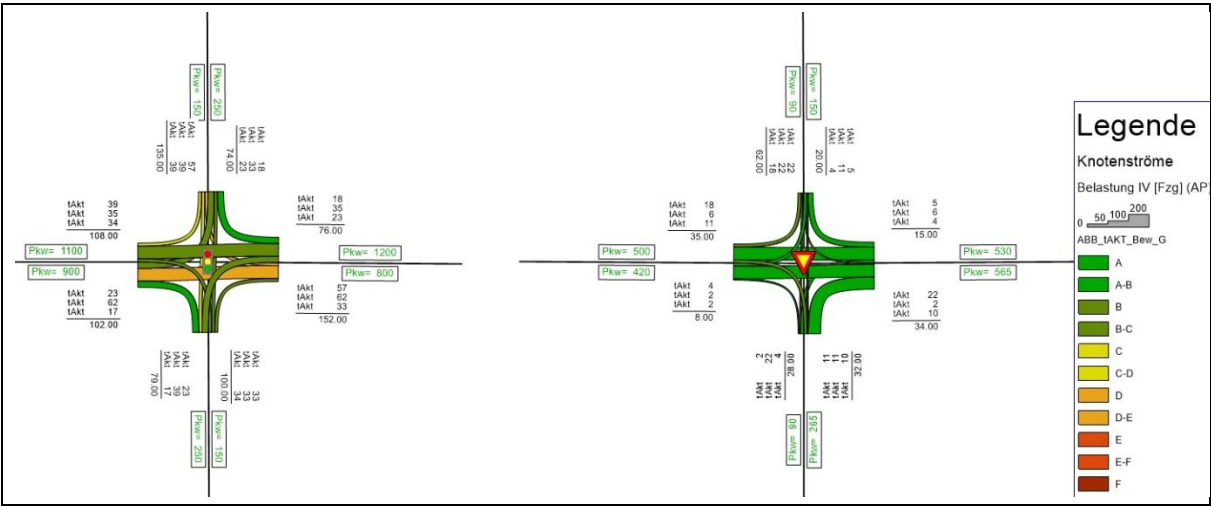 Pkw= 150
Pkw= 250
tAkt 57
tAkt 39
tAkt 39
135.00
tAkt 18
tAkt 33
tAkt 23
74.00
tAkt 39
tAkt 35
tAkt 34
108.00
tAkt 18
tAkt 35
tAkt 23
76.00
Pkw= 1100
Pkw= 900
Pkw= 1200
Pkw= 800
tAkt 23
tAkt 62
tAkt 17
102.00
tAkt 57
tAkt 62
tAkt 33
152.00
tAkt 23
tAkt 39
tAkt 17
79.00
tAkt 33
tAkt 33
tAkt 34
100.00
Pkw= 250
Pkw= 150
Pkw= 90
Pkw= 150
tAkt 22
tAkt 22
tAkt 18
62.00
tAkt 5
tAkt 11
tAkt 4
20.00
tAkt 18
tAkt 6
tAkt 11
35.00
tAkt 5
tAkt 6
tAkt 4
15.00
Pkw= 500
Pkw= 420
Pkw= 530
Pkw= 565
tAkt 4
tAkt 2
tAkt 2
8.00
tAkt 22
tAkt 2
tAkt 10
34.00
tAkt 2
tAkt 22
tAkt 4
28.00
tAkt 11
tAkt 11
tAkt 10
32.00
Pkw= 90
Pkw= 265
Legende
Knotenströme
Belastung IV [Fzg] (AP)
0 50 100 200
ABB_tAKT_Bew_G
A
A-B
B
B-C
C
C-D
D
D-E
E
E-F
F